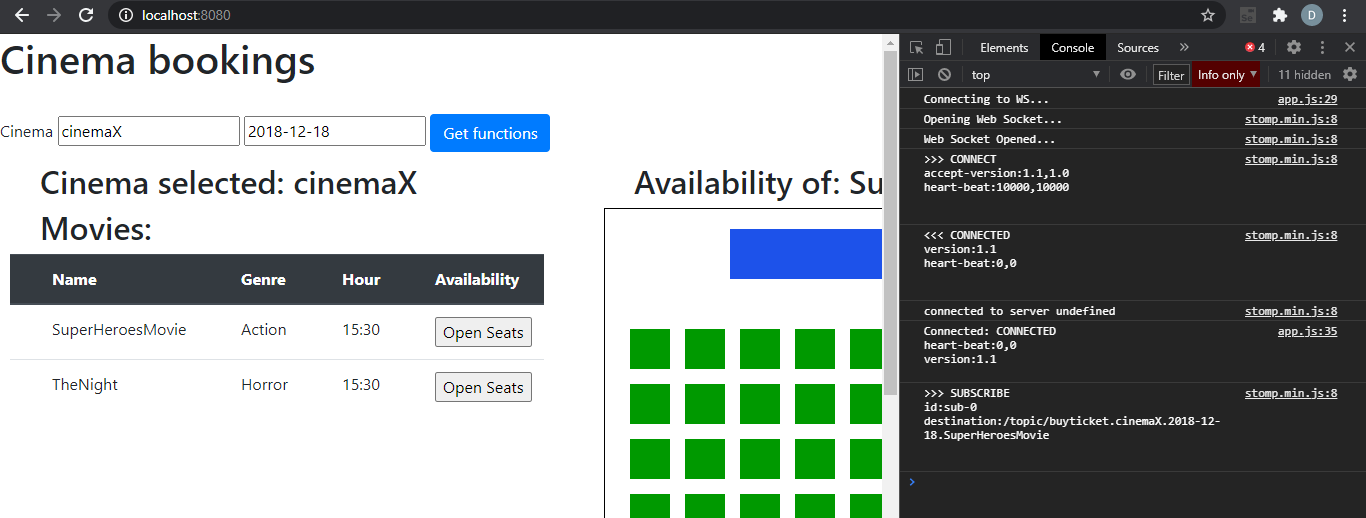 localhost:8080
D
Cinema bookings
Cinema cinemaX 2018-12-18 Get functions
Cinema selected: cinemaX
Movies:
Name Genre Hour Availability
SuperHeroesMovie Action 15:30 Open Seats
TheNight Horror 15:30 Open Seats
Availability of: Su
Elements Console Sources » 4
top Filter Info only 11 hidden
Connecting to WS... app.js:29
Opening Web Socket... stomp.min.js:8
Web Socket Opened... stomp.min.js:8
>>> CONNECT stomp.min.js:8
accept-version:1.1,1.0
heart-beat:10000,10000
<<< CONNECTED stomp.min.js:8
version:1.1
heart-beat:0,0
connected to server undefined stomp.min.js:8
Connected: CONNECTED app.js:35
heart-beat:0,0
version:1.1
>>> SUBSCRIBE stomp.min.js:8
id:sub-0
destination:/topic/buyticket.cinemaX.2018-12-
18.SuperHeroesMovie